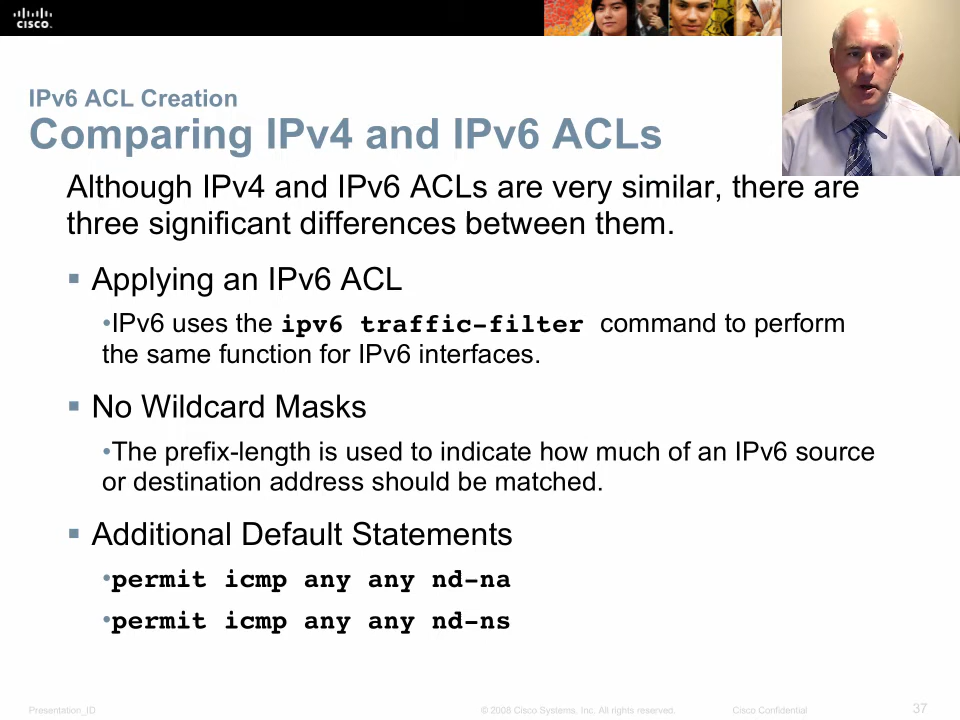 CISCO.
IPv6 ACL Creation
Comparing IPv4 and IPv6 ACLs
Although IPv4 and IPv6 ACLs are very similar, there are
three significant differences between them.
▪ Applying an IPv6 ACL
•IPv6 uses the ipv6 traffic-filter command to perform
the same function for IPv6 interfaces.
▪ No Wildcard Masks
•The prefix-length is used to indicate how much of an IPv6 source
or destination address should be matched.
▪ Additional Default Statements
•permit icmp any any nd-na
•permit icmp any any nd-ns
Presentation_ID © 2008 Cisco Systems, Inc. All rights reserved. Cisco Confidential 37